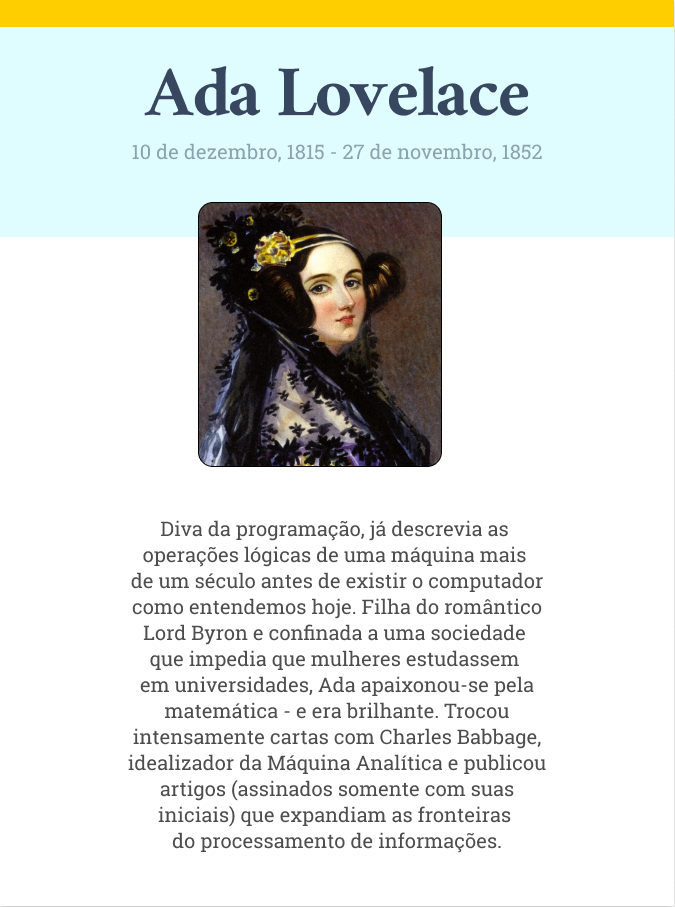 Ada Lovelace
10 de dezembro, 1815 - 27 de novembro, 1852
Diva da programação, já descrevia as
operações lógicas de uma máquina mais
de um século antes de existir o computador
como entendemos hoje. Filha do romântico
Lord Byron e confinada a uma sociedade
que impedia que mulheres estudassem
em universidades, Ada apaixonou-se pela
matemática - e era brilhante. Trocou
intensamente cartas com Charles Babbage,
idealizador da Máquina Analítica e publicou
artigos (assinados somente com suas
iniciais) que expandiam as fronteiras
do processamento de informações.